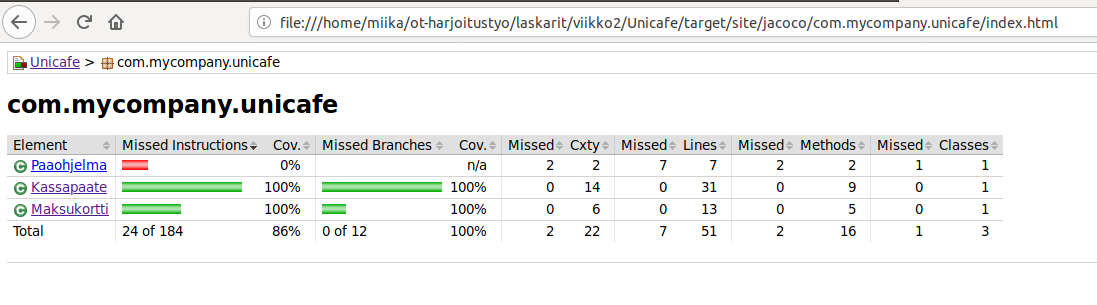 file:///home/miika/ot-harjoitustyo/laskarit/viikko2/Unicafe/target/site/jacoco/com.mycompany.unicafe/index.html
Unicafe > com.mycompany.unicafe
com.mycompany.unicafe
Element Missed Instructions Cov. Missed Branches Cov. Missed Cxty Missed Lines Missed Methods Missed Classes
C Paaohjelma 0% n/a 2 2 7 7 2 2 1 1
C Kassapaate 100% 100% 0 14 0 31 0 9 0 1
C Maksukortti 100% 100% 0 6 0 13 0 5 0 1
Total 24 of 184 86% 0 of 12 100% 2 22 7 51 2 16 1 3